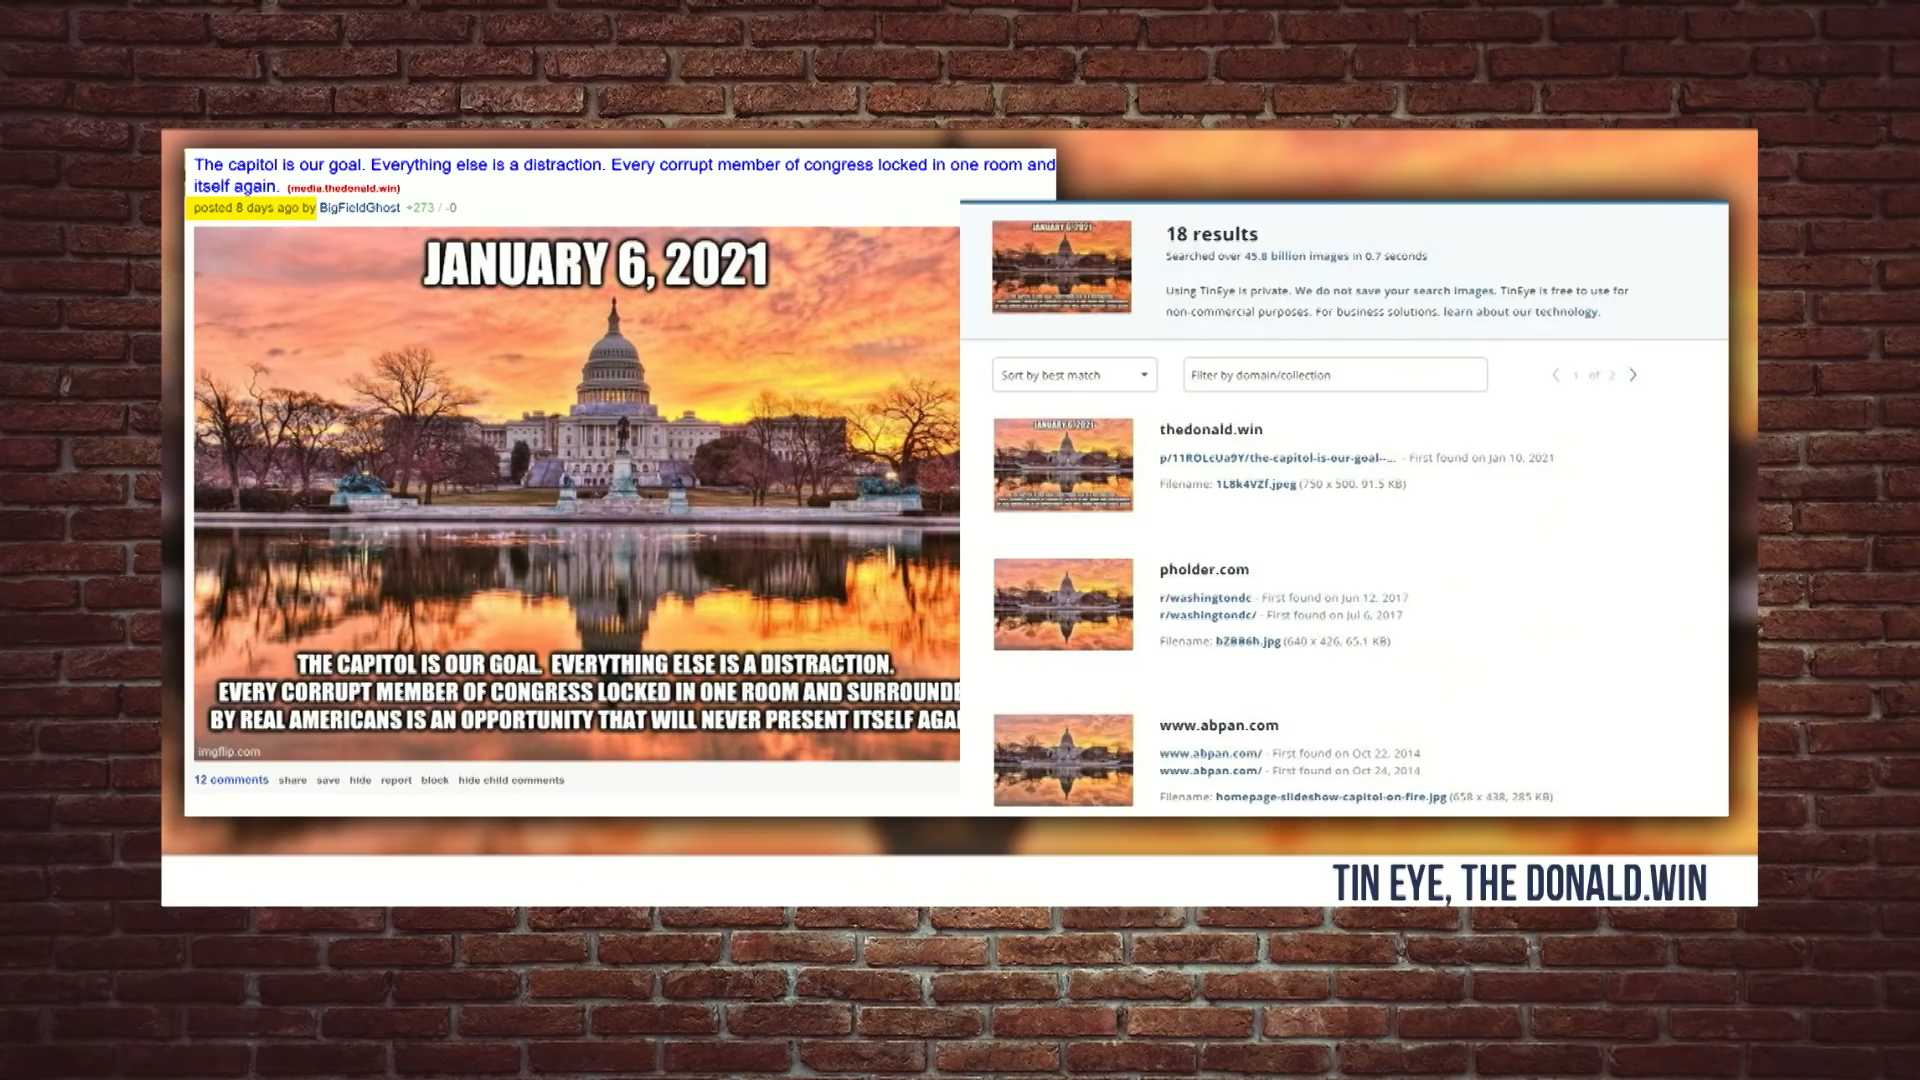 The capitol is our goal. Everything else is a distraction. Every corrupt member of congress locked in one room and
itself again. (media.thedonald.win)
posted 8 days ago by BigFieldGhost +273 / -0
JANUARY 6, 2021
THE CAPITOL IS OUR GOAL. EVERYTHING ELSE IS A DISTRACTION.
EVERY CORRUPT MEMBER OF CONGRESS LOCKED IN ONE ROOM AND SURROUNDE
BY REAL AMERICANS IS AN OPPORTUNITY THAT WILL NEVER PRESENT ITSELF AGA
imgflip.com
12 comments share save hide report block hide child comments
JANUARY 6, 2021
18 results
Searched over 45.8 billion images in 0.7 seconds
Using TinEye is private. We do not save your search images. TinEye is free to use for
non-commercial purposes. For business solutions, learn about our technology.
Sort by best match
Filter by domain/collection
1 of 2
JANUARY 6, 2021
thedonald.win
p/11ROLcUa9Y/the-capitol-is-our-goal--... - First found on Jan 10, 2021
Filename: 1L8k4VZf.jpeg (750 x 500, 91.5 KB)
pholder.com
r/washingtondc - First found on Jun 12, 2017
r/washingtondc/ - First found on Jul 6, 2017
Filename: (640 x 426, 65.1 KB)
www.abpan.com
www.abpan.com/ - First found on Oct 22, 2014
www.abpan.com/ - First found on Oct 24, 2014
Filename: homepage-slideshow-capitol-on-fire.jpg (658 x 438, 285 KB)
TIN EYE, THE DONALD.WIN